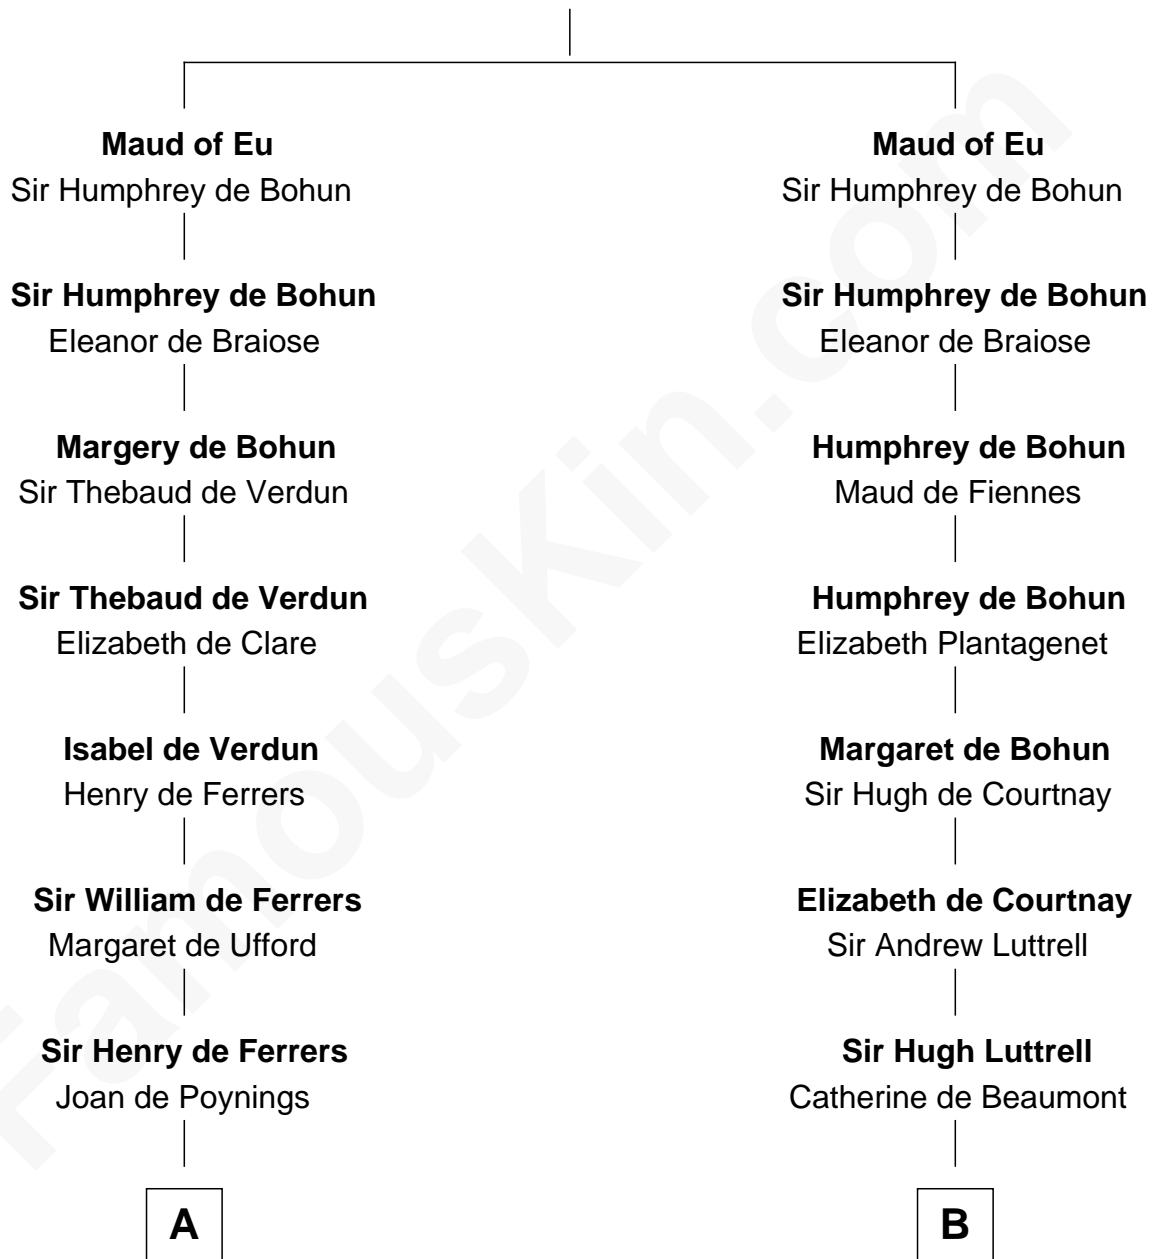 Maud of Eu
Sir Humphrey de Bohun
Sir Humphrey de Bohun
Eleanor de Braiose
Margery de Bohun
Sir Thebaud de Verdun
Sir Thebaud de Verdun
Elizabeth de Clare
Isabel de Verdun
Henry de Ferrers
Sir William de Ferrers
Margaret de Ufford
Sir Henry de Ferrers
Joan de Poynings
A
Maud of Eu
Sir Humphrey de Bohun
Sir Humphrey de Bohun
Eleanor de Braiose
Humphrey de Bohun
Maud de Fiennes
Humphrey de Bohun
Elizabeth Plantagenet
Margaret de Bohun
Sir Hugh de Courtnay
Elizabeth de Courtnay
Sir Andrew Luttrell
Sir Hugh Luttrell
Catherine de Beaumont
B
FamousKin.com